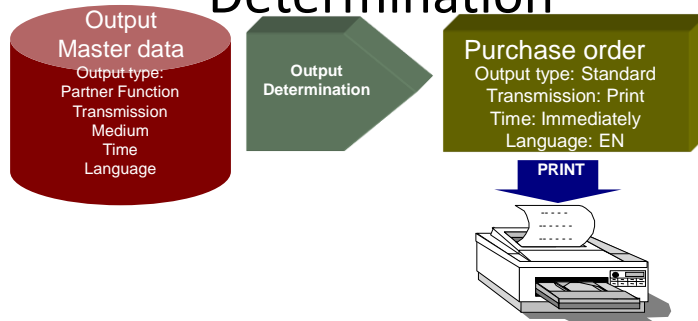 Determination
Output
Master data
Output type:
Partner Function
Transmission
Medium
Time
Language
Output
Determination
Purchase order
Output type: Standard
Transmission: Print
Time: Immediately
Language: EN
PRINT